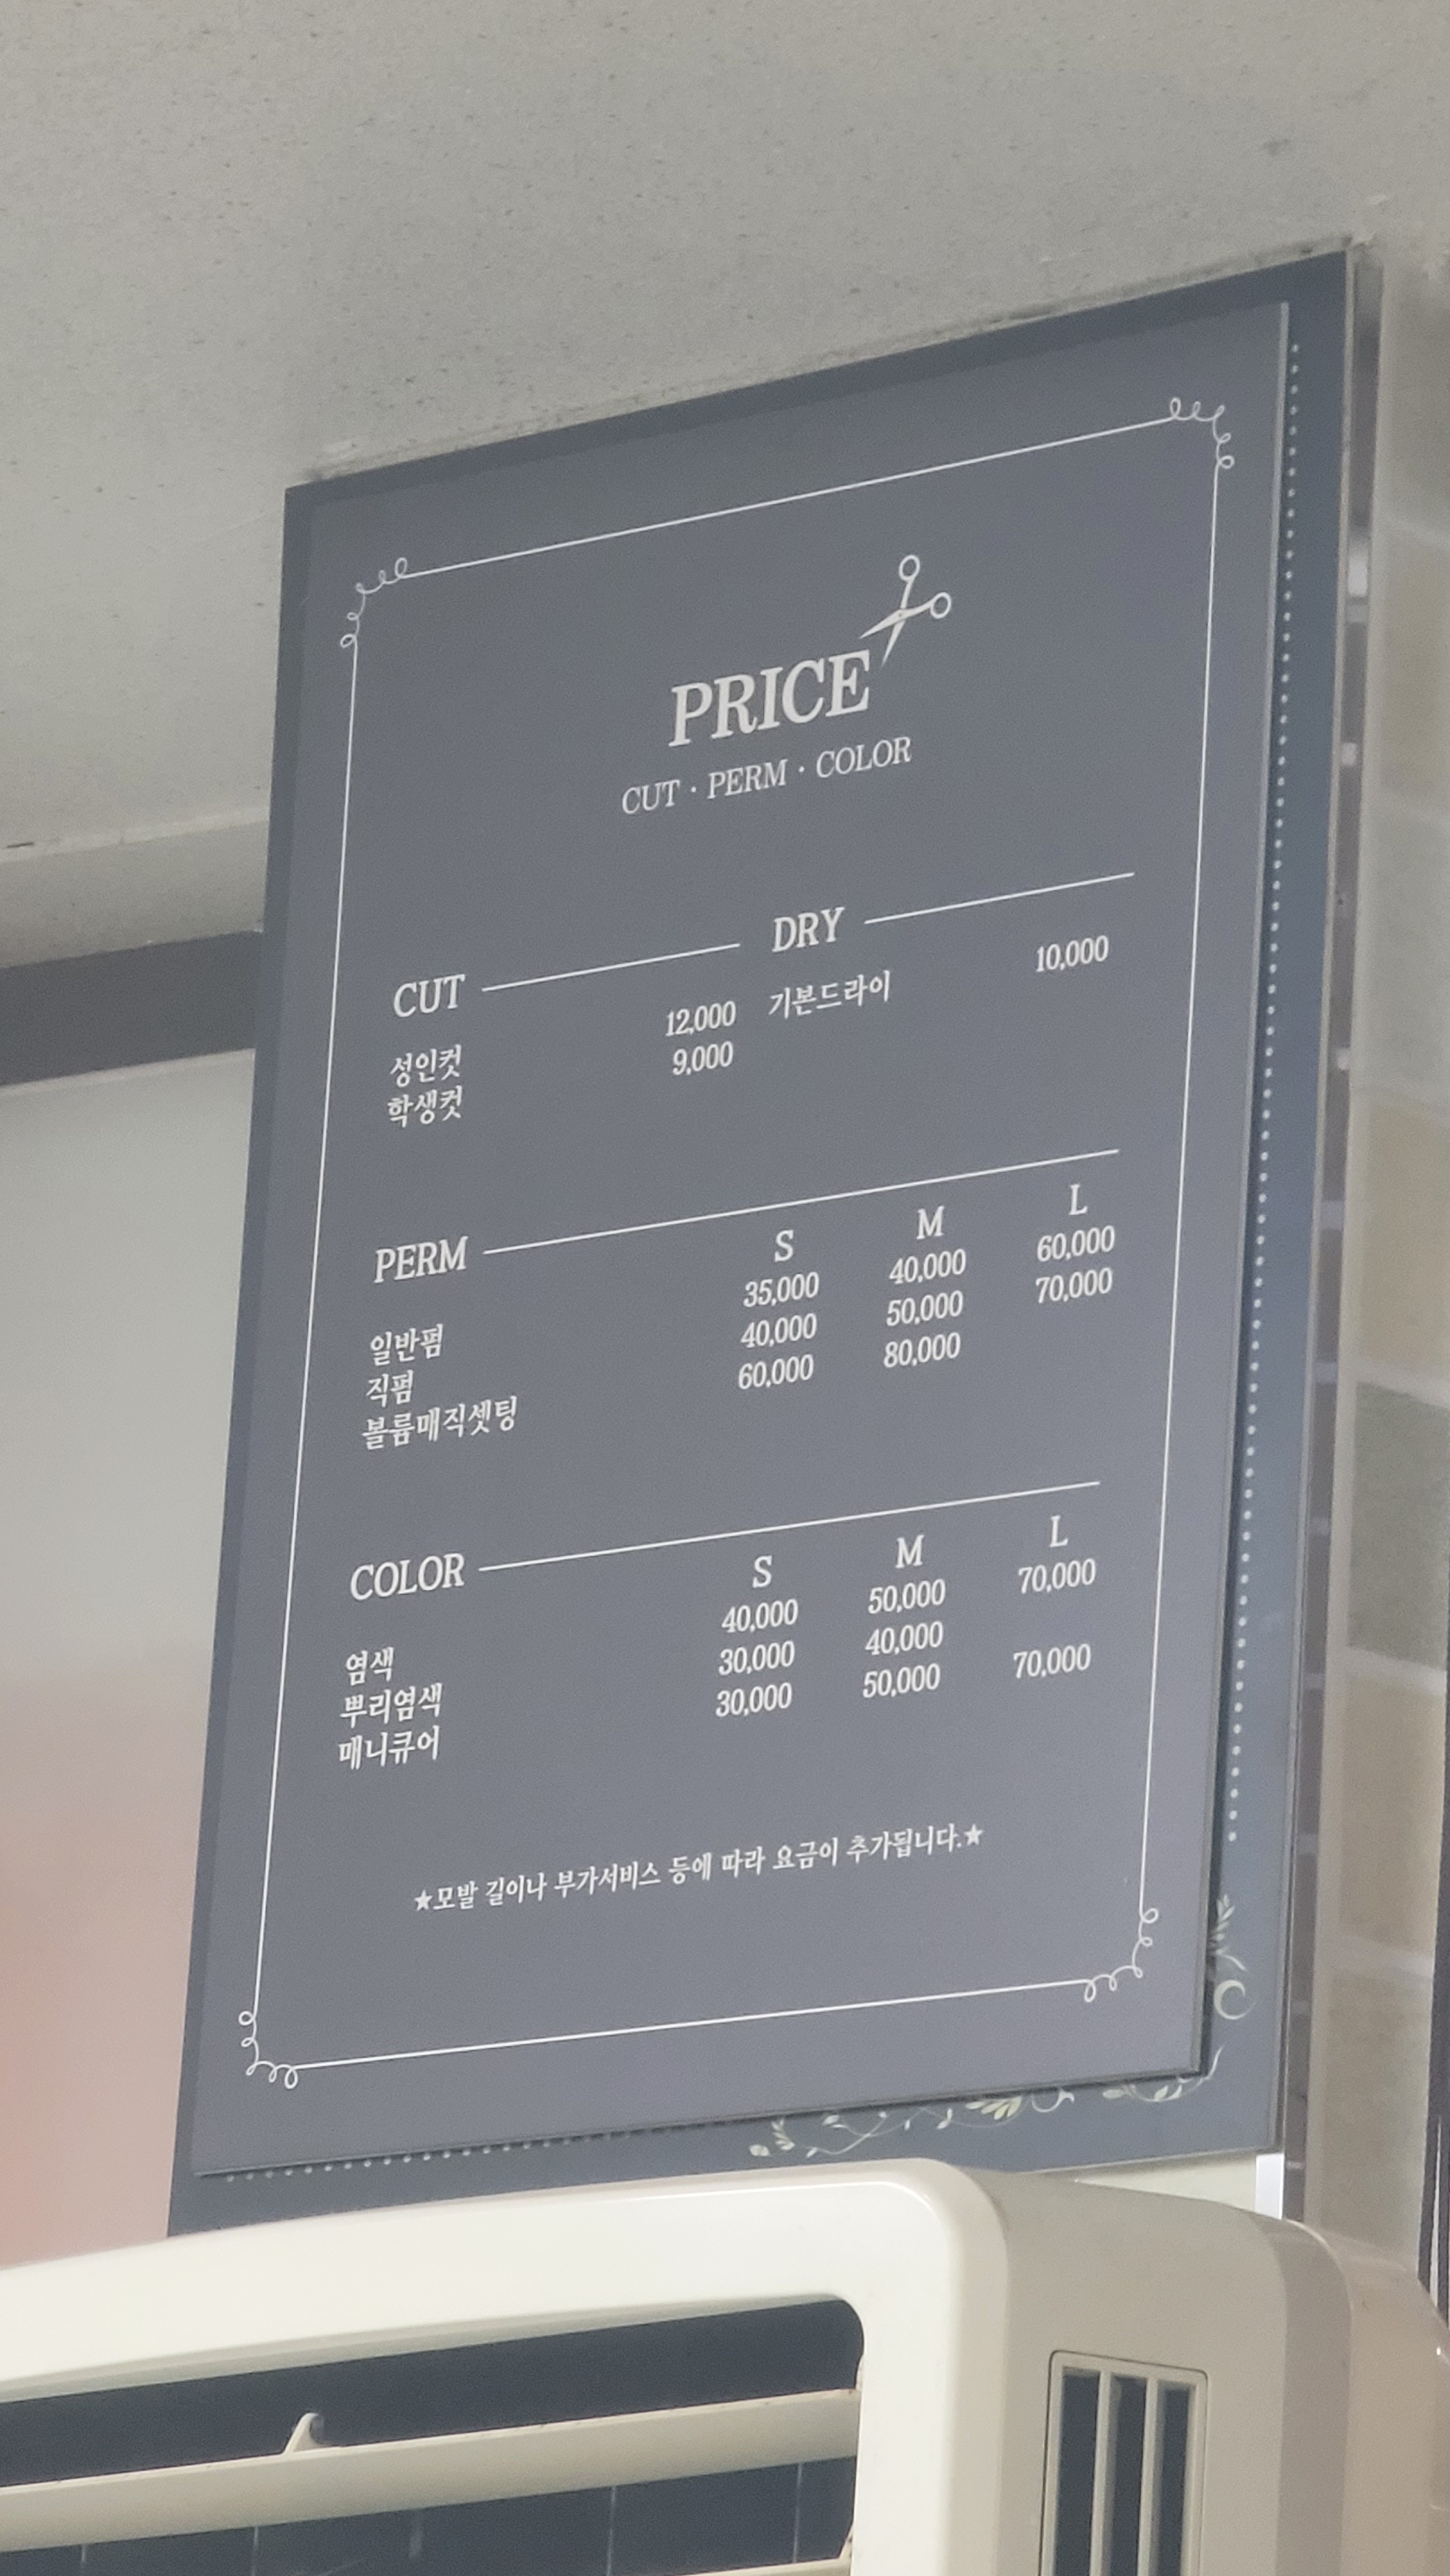 PRICE
CUT · PERM · COLOR
CUT
성인컷 12,000
학생컷 9,000
DRY
기본드라이 10,000
PERM
S M L
일반펌 35,000 40,000 60,000
직펌 40,000 50,000 70,000
볼륨매직셋팅 60,000 80,000
COLOR
S M L
염색 40,000 50,000 70,000
뿌리염색 30,000 40,000
매니큐어 30,000 50,000 70,000
★모발 길이나 부가서비스 등에 따라 요금이 추가됩니다.★